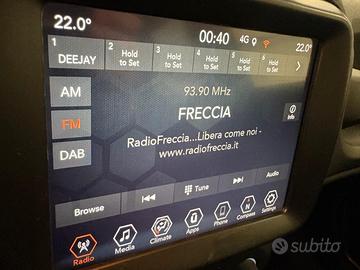 22.0° 00:40 4G 22.0°
1 2 3 4 5 6
DEEJAY Hold to Set Hold to Set Hold to Set Hold to Set Hold to Set
AM
93.90 MHz
FRECCIA
FM
Info
RadioFreccia...Libera come noi -
www.radiofreccia.it
DAB
Browse Tune Audio
Radio Media Climate Apps Phone Compass Settings
N
subito